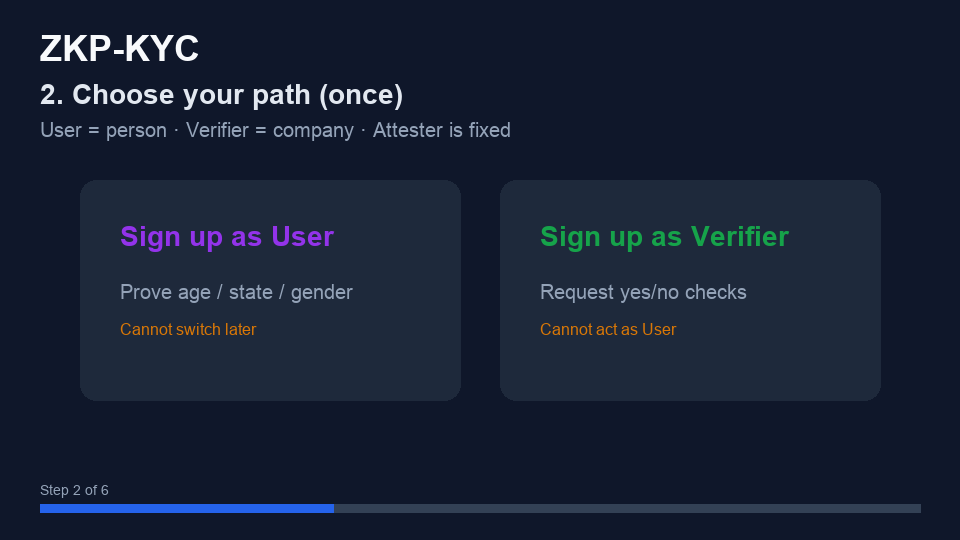 ZKP-KYC
2. Choose your path (once)
User = person · Verifier = company · Attester is fixed
Sign up as User
Prove age / state / gender
Cannot switch later
Sign up as Verifier
Request yes/no checks
Cannot act as User
Step 2 of 6